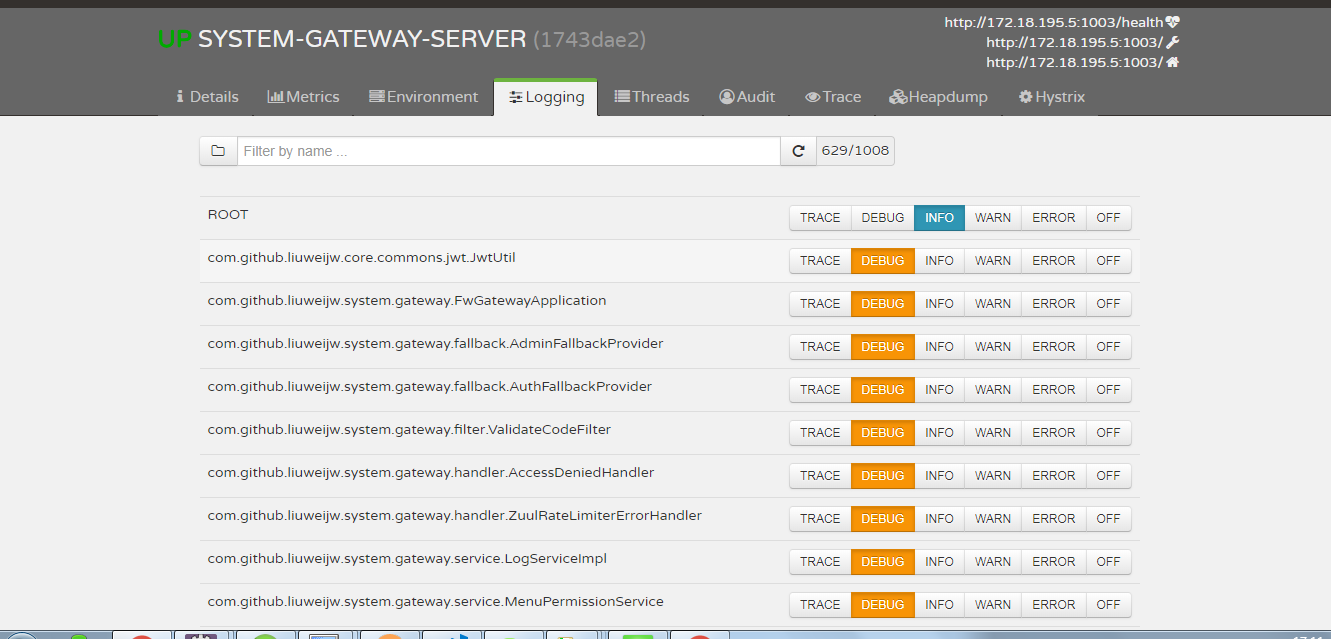 UP SYSTEM-GATEWAY-SERVER (1743dae2)
http://172.18.195.5:1003/health
http://172.18.195.5:1003/
http://172.18.195.5:1003/
Details Metrics Environment Logging Threads Audit Trace Heapdump Hystrix
Filter by name ... 629/1008
ROOT TRACE DEBUG INFO WARN ERROR OFF
com.github.liuweijw.core.commons.jwt.JwtUtil TRACE DEBUG INFO WARN ERROR OFF
com.github.liuweijw.system.gateway.FwGatewayApplication TRACE DEBUG INFO WARN ERROR OFF
com.github.liuweijw.system.gateway.fallback.AdminFallbackProvider TRACE DEBUG INFO WARN ERROR OFF
com.github.liuweijw.system.gateway.fallback.AuthFallbackProvider TRACE DEBUG INFO WARN ERROR OFF
com.github.liuweijw.system.gateway.filter.ValidateCodeFilter TRACE DEBUG INFO WARN ERROR OFF
com.github.liuweijw.system.gateway.handler.AccessDeniedHandler TRACE DEBUG INFO WARN ERROR OFF
com.github.liuweijw.system.gateway.handler.ZuulRateLimiterErrorHandler TRACE DEBUG INFO WARN ERROR OFF
com.github.liuweijw.system.gateway.service.LogServiceImpl TRACE DEBUG INFO WARN ERROR OFF
com.github.liuweijw.system.gateway.service.MenuPermissionService TRACE DEBUG INFO WARN ERROR OFF